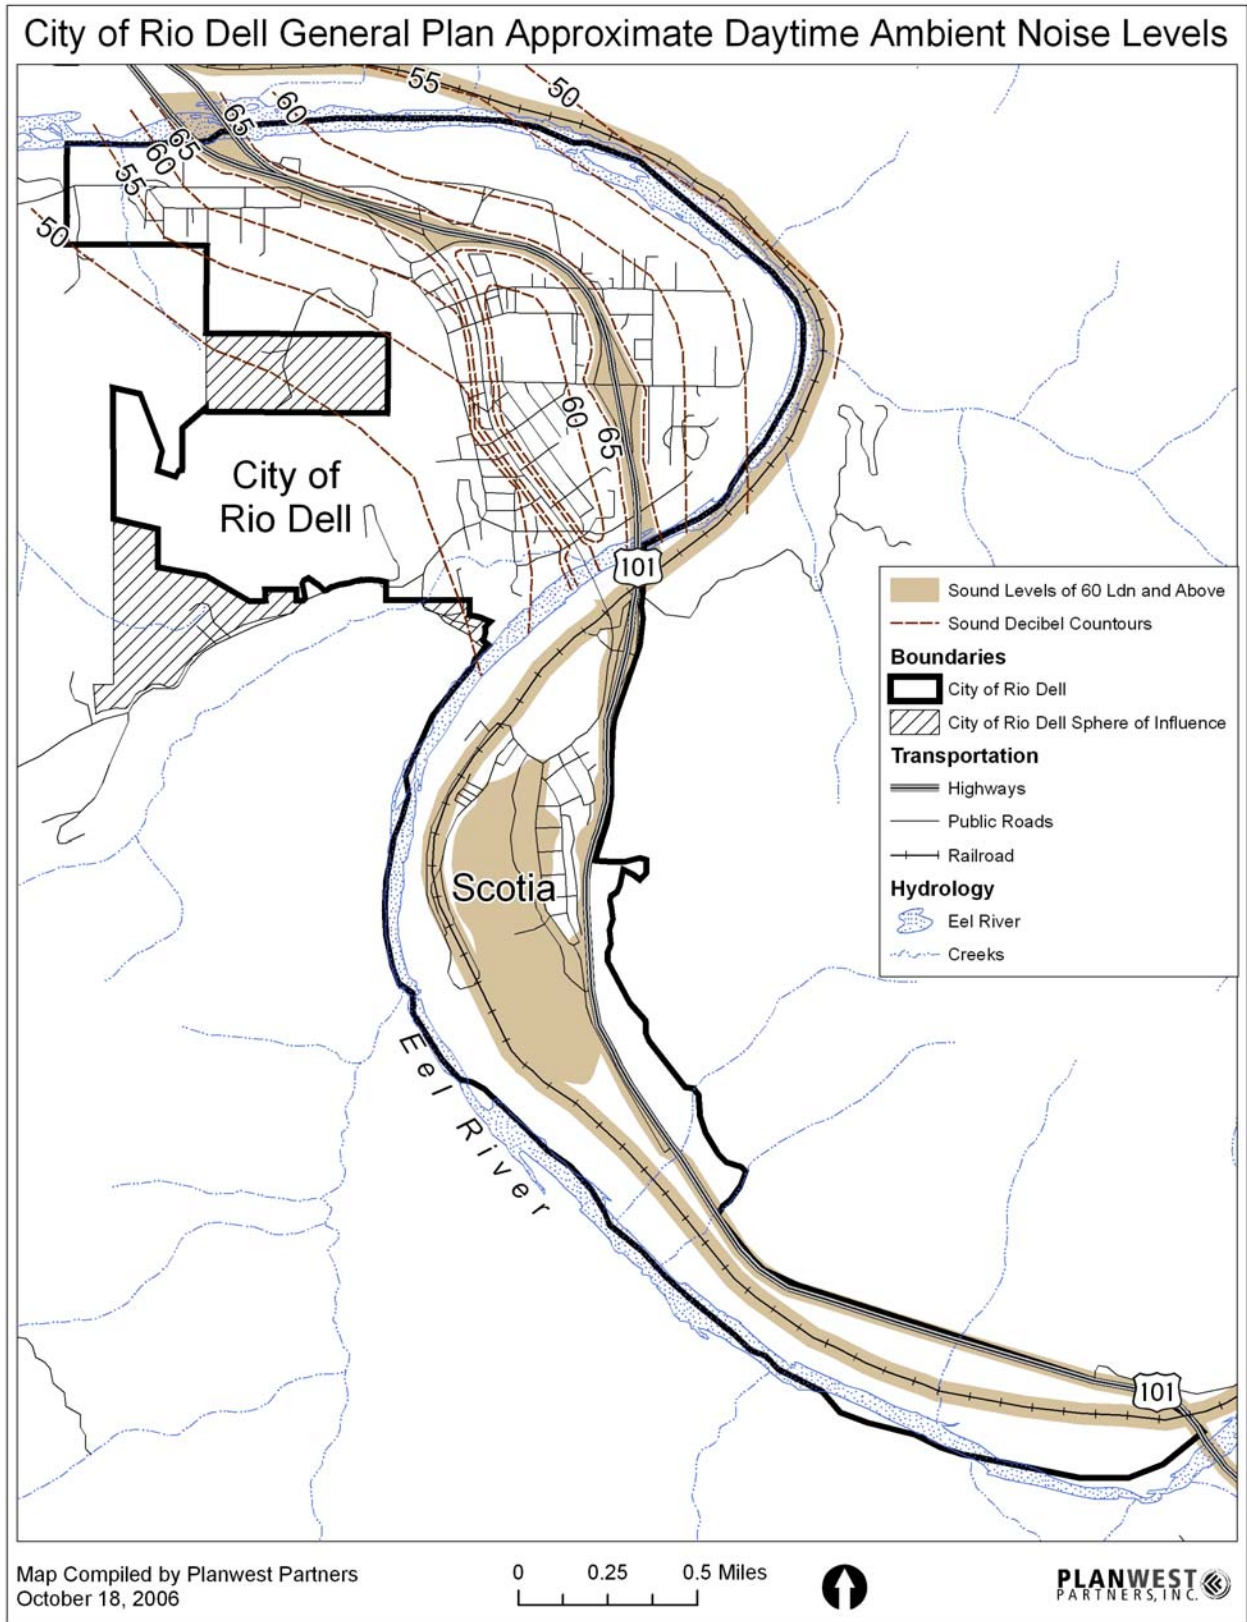 City of Rio Dell General Plan Approximate Daytime Ambient Noise Levels
55
50
60
65
65
60
55
50
60
65
City of
Rio Dell
101
Sound Levels of 60 Ldn and Above
Sound Decibel Countours
Boundaries
City of Rio Dell
City of Rio Dell Sphere of Influence
Transportation
Highways
Public Roads
Railroad
Hydrology
Eel River
Creeks
Scotia
Eel River
101
Map Compiled by Planwest Partners
October 18, 2006
0 0.25 0.5 Miles
PLANWEST
PARTNERS, INC.